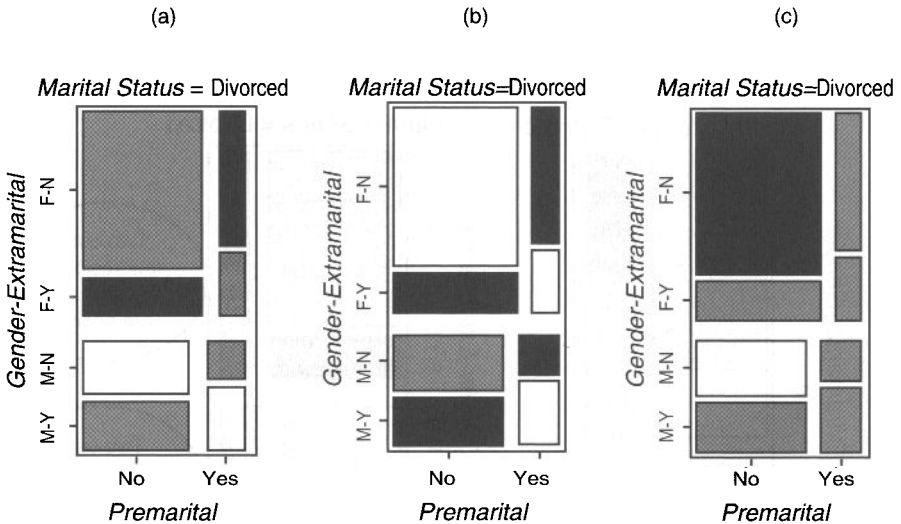 (a)
(b)
(c)
Marital Status = Divorced
Marital Status=Divorced
Marital Status=Divorced
Gender-Extramarital
F-N
F-Y
M-N
M-Y
No
Yes
Premarital
Gender-Extramarital
F-N
F-Y
M-N
M-Y
No
Yes
Premarital
Gender-Extramarital
F-N
F-Y
M-N
M-Y
No
Yes
Premarital